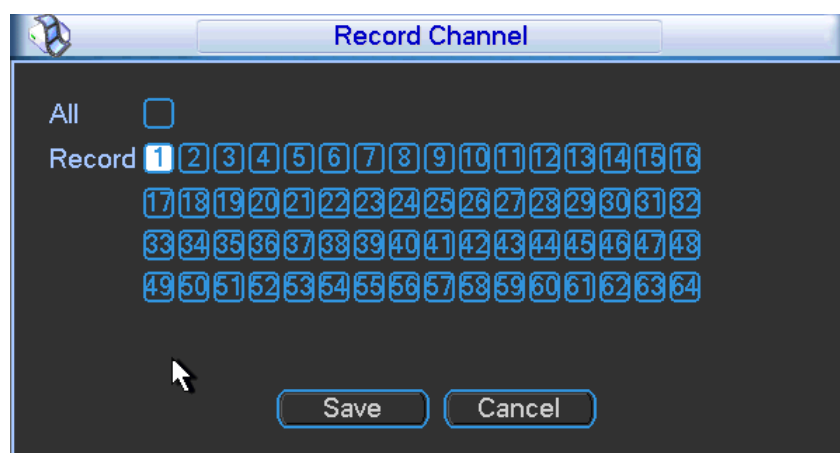 Record Channel
All
Record 1 2 3 4 5 6 7 8 9 10 11 12 13 14 15 16
17 18 19 20 21 22 23 24 25 26 27 28 29 30 31 32
33 34 35 36 37 38 39 40 41 42 43 44 45 46 47 48
49 50 51 52 53 54 55 56 57 58 59 60 61 62 63 64
Save Cancel